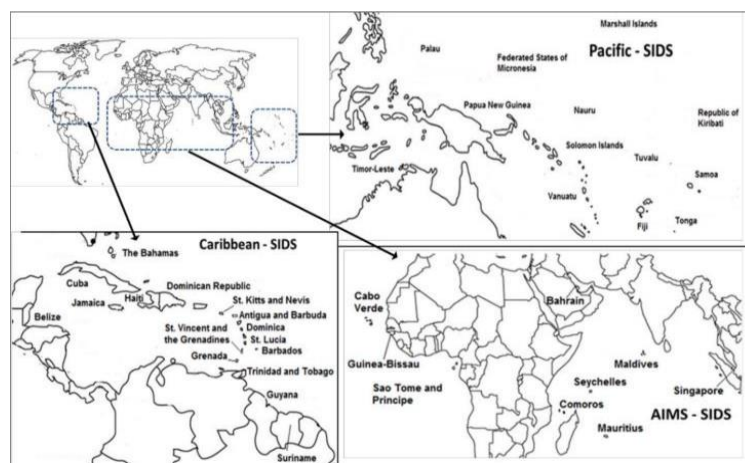 Marshall Islands
Pacific - SIDS
Palau
Federated States of
Micronesia
Papua New Guinea
Nauru
Republic of
Kiribati
Solomon Islands
Tuvalu
Timor-Leste
Samoa
Vanuatu
Fiji
Tonga
Caribbean - SIDS
The Bahamas
Cuba
Dominican Republic
Haiti
Jamaica
St. Kitts and Nevis
Belize
Antigua and Barbuda
Dominica
St. Vincent and
the Grenadines
St. Lucia
Barbados
Grenada
Trinidad and Tobago
Guyana
Suriname
Cabo
Verde
Bahrain
Guinea-Bissau
Maldives
Sao Tome and
Principe
Seychelles
Singapore
Comoros
AIMS - SIDS
Mauritius